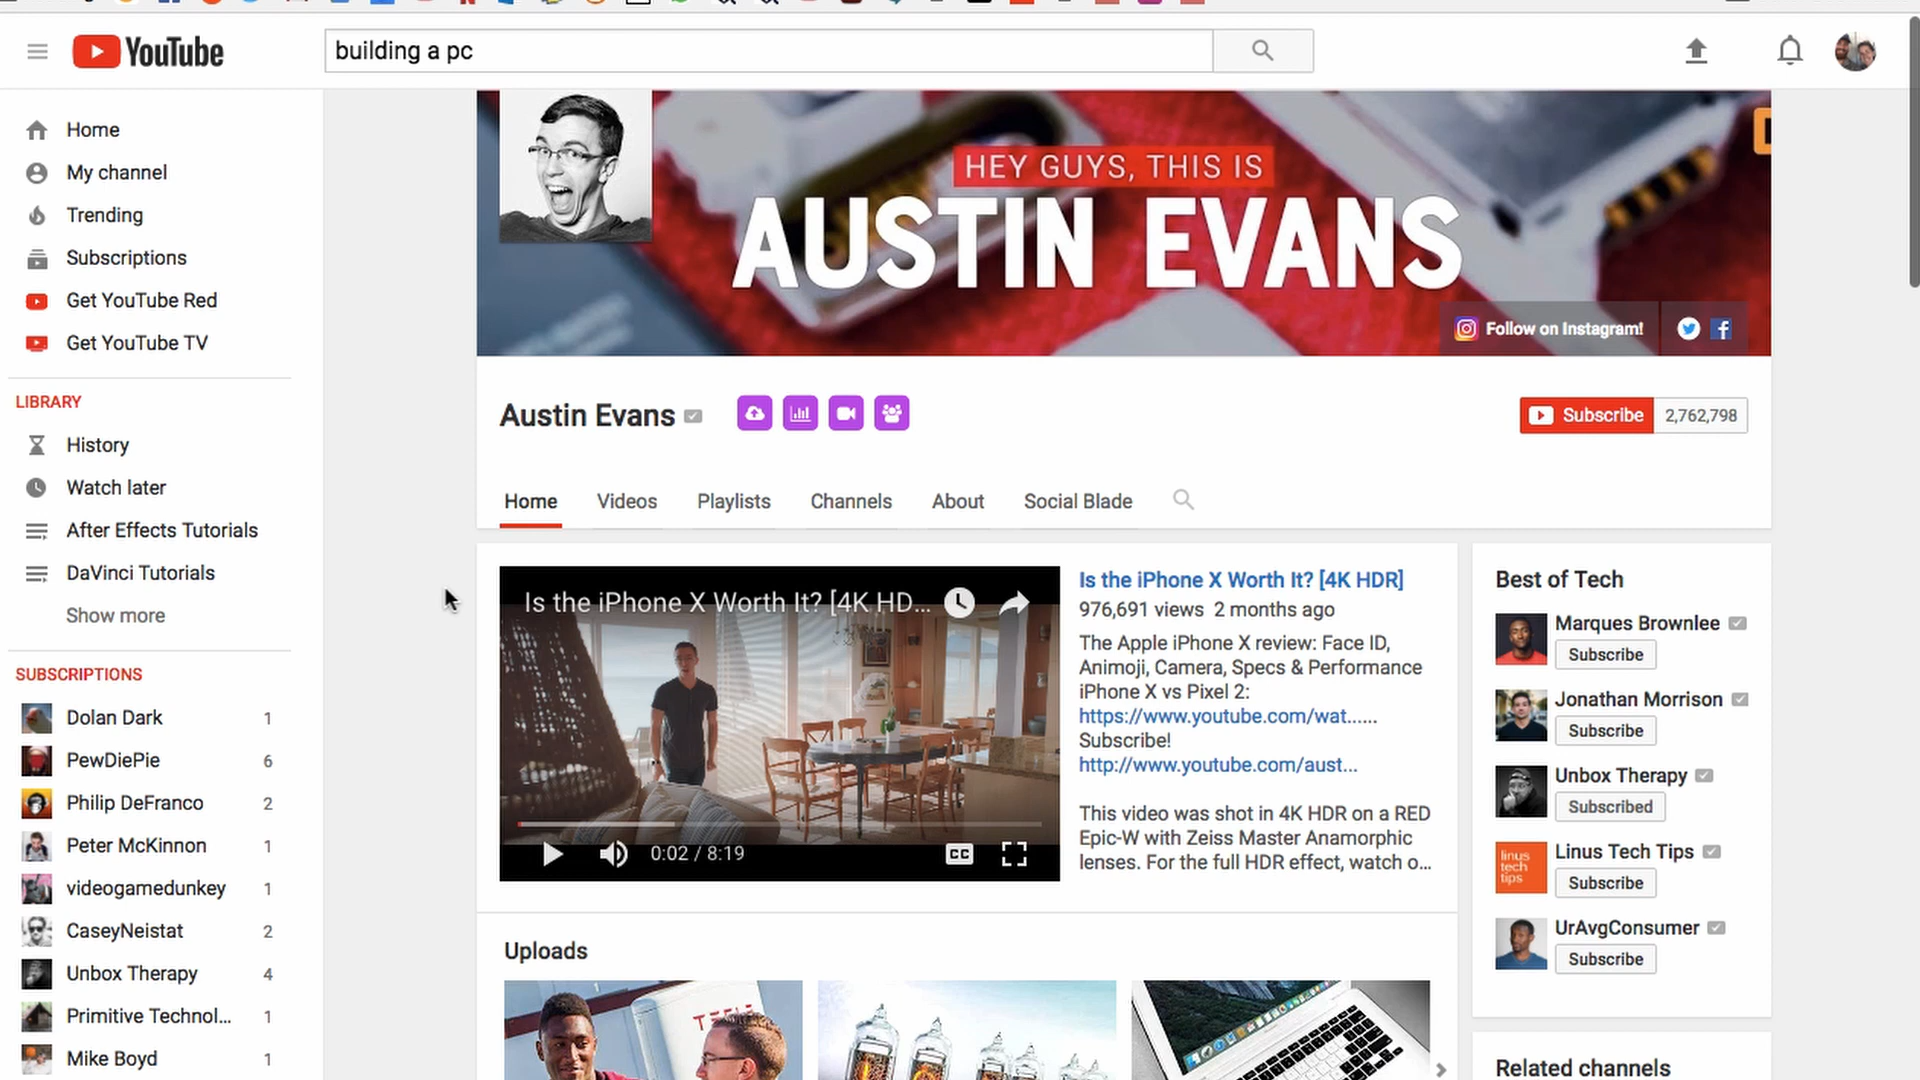 YouTube
building a pc
Home
My channel
Trending
Subscriptions
Get YouTube Red
Get YouTube TV
LIBRARY
History
Watch later
After Effects Tutorials
DaVinci Tutorials
Show more
SUBSCRIPTIONS
Dolan Dark 1
PewDiePie 6
Philip DeFranco 2
Peter McKinnon 1
videogamedunkey 1
CaseyNeistat 2
Unbox Therapy 4
Primitive Technol... 1
Mike Boyd 1
HEY GUYS, THIS IS
AUSTIN EVANS
Follow on Instagram!
Austin Evans
Subscribe 2,762,798
Home Videos Playlists Channels About Social Blade
Is the iPhone X Worth It? [4K HD...
0:02 / 8:19
CC
Is the iPhone X Worth It? [4K HDR]
976,691 views 2 months ago
The Apple iPhone X review: Face ID,
Animoji, Camera, Specs & Performance
iPhone X vs Pixel 2:
https://www.youtube.com/wat......
Subscribe!
http://www.youtube.com/aust...
This video was shot in 4K HDR on a RED
Epic-W with Zeiss Master Anamorphic
lenses. For the full HDR effect, watch o...
Uploads
Best of Tech
Marques Brownlee
Subscribe
Jonathan Morrison
Subscribe
Unbox Therapy
Subscribed
linus
tech
tips
Linus Tech Tips
Subscribe
UrAvgConsumer
Subscribe
Related channels